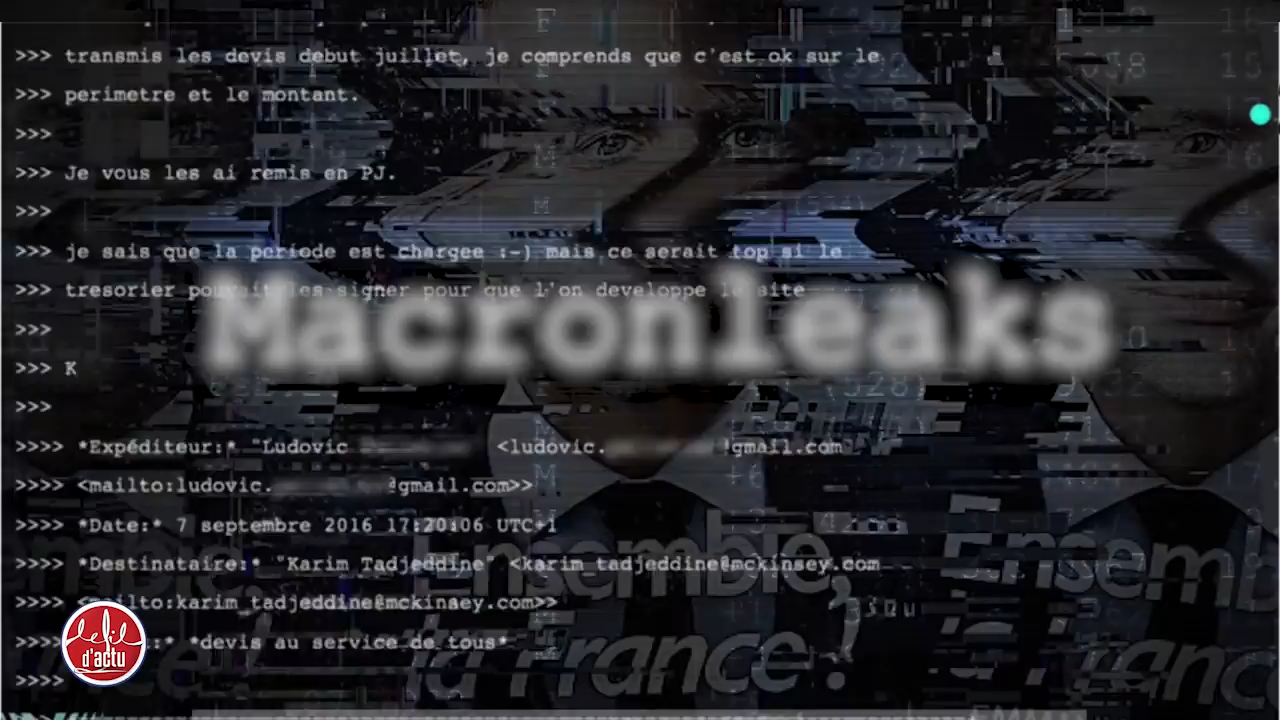 >>> transmis les devis debut juillet, je comprends que c'est ok sur le
>>> perimetre et le montant.
>>>
>>> Je vous les ai remis en PJ.
>>>
>>> je sais que la periode est chargee :-) mais ce serait top si le
>>> tresorier pouvait les signer pour que l'on developpe le site
Macronleaks
>>>
>>> K
>>>
>>>> *Expéditeur:* "Ludovic <ludovic. @gmail.com
>>>> <mailto:ludovic. @gmail.com>>
>>>> *Date:* 7 septembre 2016 17:20:06 UTC+1
>>>> *Destinataire:* "Karim Tadjeddine" <karim_tadjeddine@mckinsey.com
>>>> <mailto:karim_tadjeddine@mckinsey.com>>
>>>> :* *devis au service de tous*
>>>>
Ensemble,
la France !
Ensemb
la Franc
le fil
d'actu